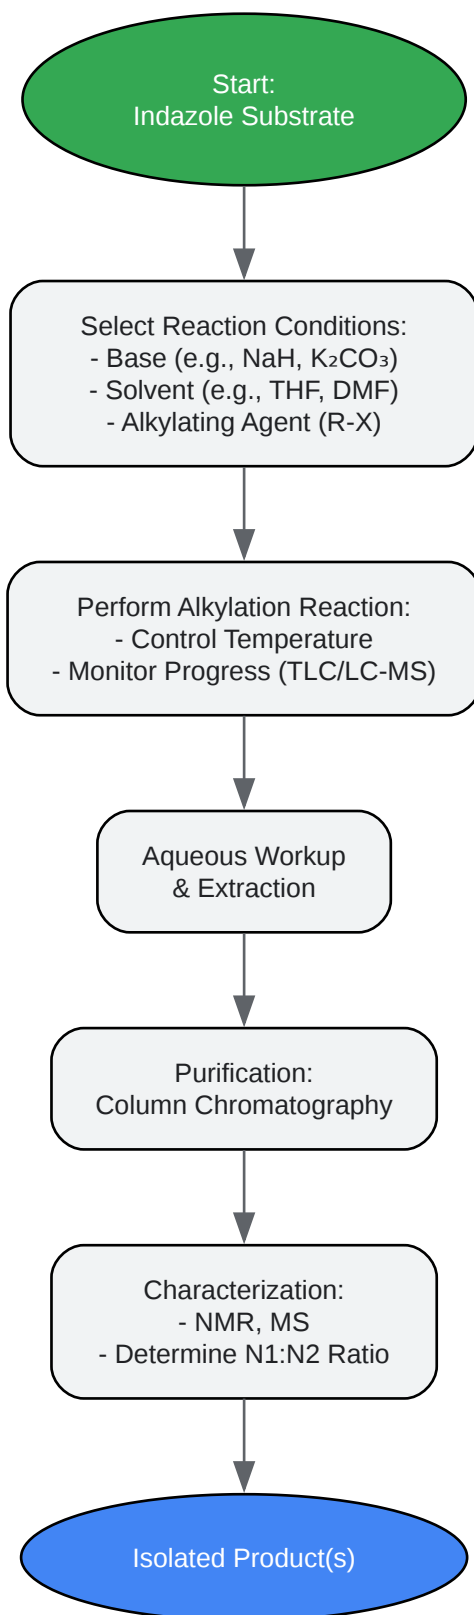 Start:
Indazole Substrate
Select Reaction Conditions:
- Base (e.g., NaH, K₂CO₃)
- Solvent (e.g., THF, DMF)
- Alkylating Agent (R-X)
Perform Alkylation Reaction:
- Control Temperature
- Monitor Progress (TLC/LC-MS)
Aqueous Workup
& Extraction
Purification:
Column Chromatography
Characterization:
- NMR, MS
- Determine N1:N2 Ratio
Isolated Product(s)